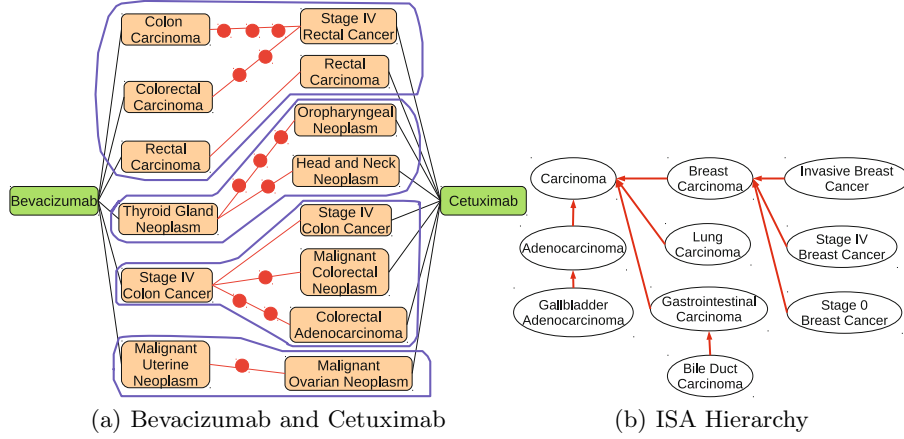 Colon
Carcinoma
Stage IV
Rectal Cancer
Rectal
Carcinoma
Colorectal
Carcinoma
Oropharyngeal
Neoplasm
Rectal
Carcinoma
Head and Neck
Neoplasm
Bevacizumab
Cetuximab
Thyroid Gland
Neoplasm
Stage IV
Colon Cancer
Malignant
Colorectal
Neoplasm
Stage IV
Colon Cancer
Colorectal
Adenocarcinoma
Malignant
Uterine
Neoplasm
Malignant
Ovarian Neoplasm
(a) Bevacizumab and Cetuximab
Carcinoma
Breast
Carcinoma
Invasive Breast
Cancer
Adenocarcinoma
Lung
Carcinoma
Stage IV
Breast Cancer
Gallbladder
Adenocarcinoma
Gastrointestinal
Carcinoma
Stage 0
Breast Cancer
Bile Duct
Carcinoma
(b) ISA Hierarchy